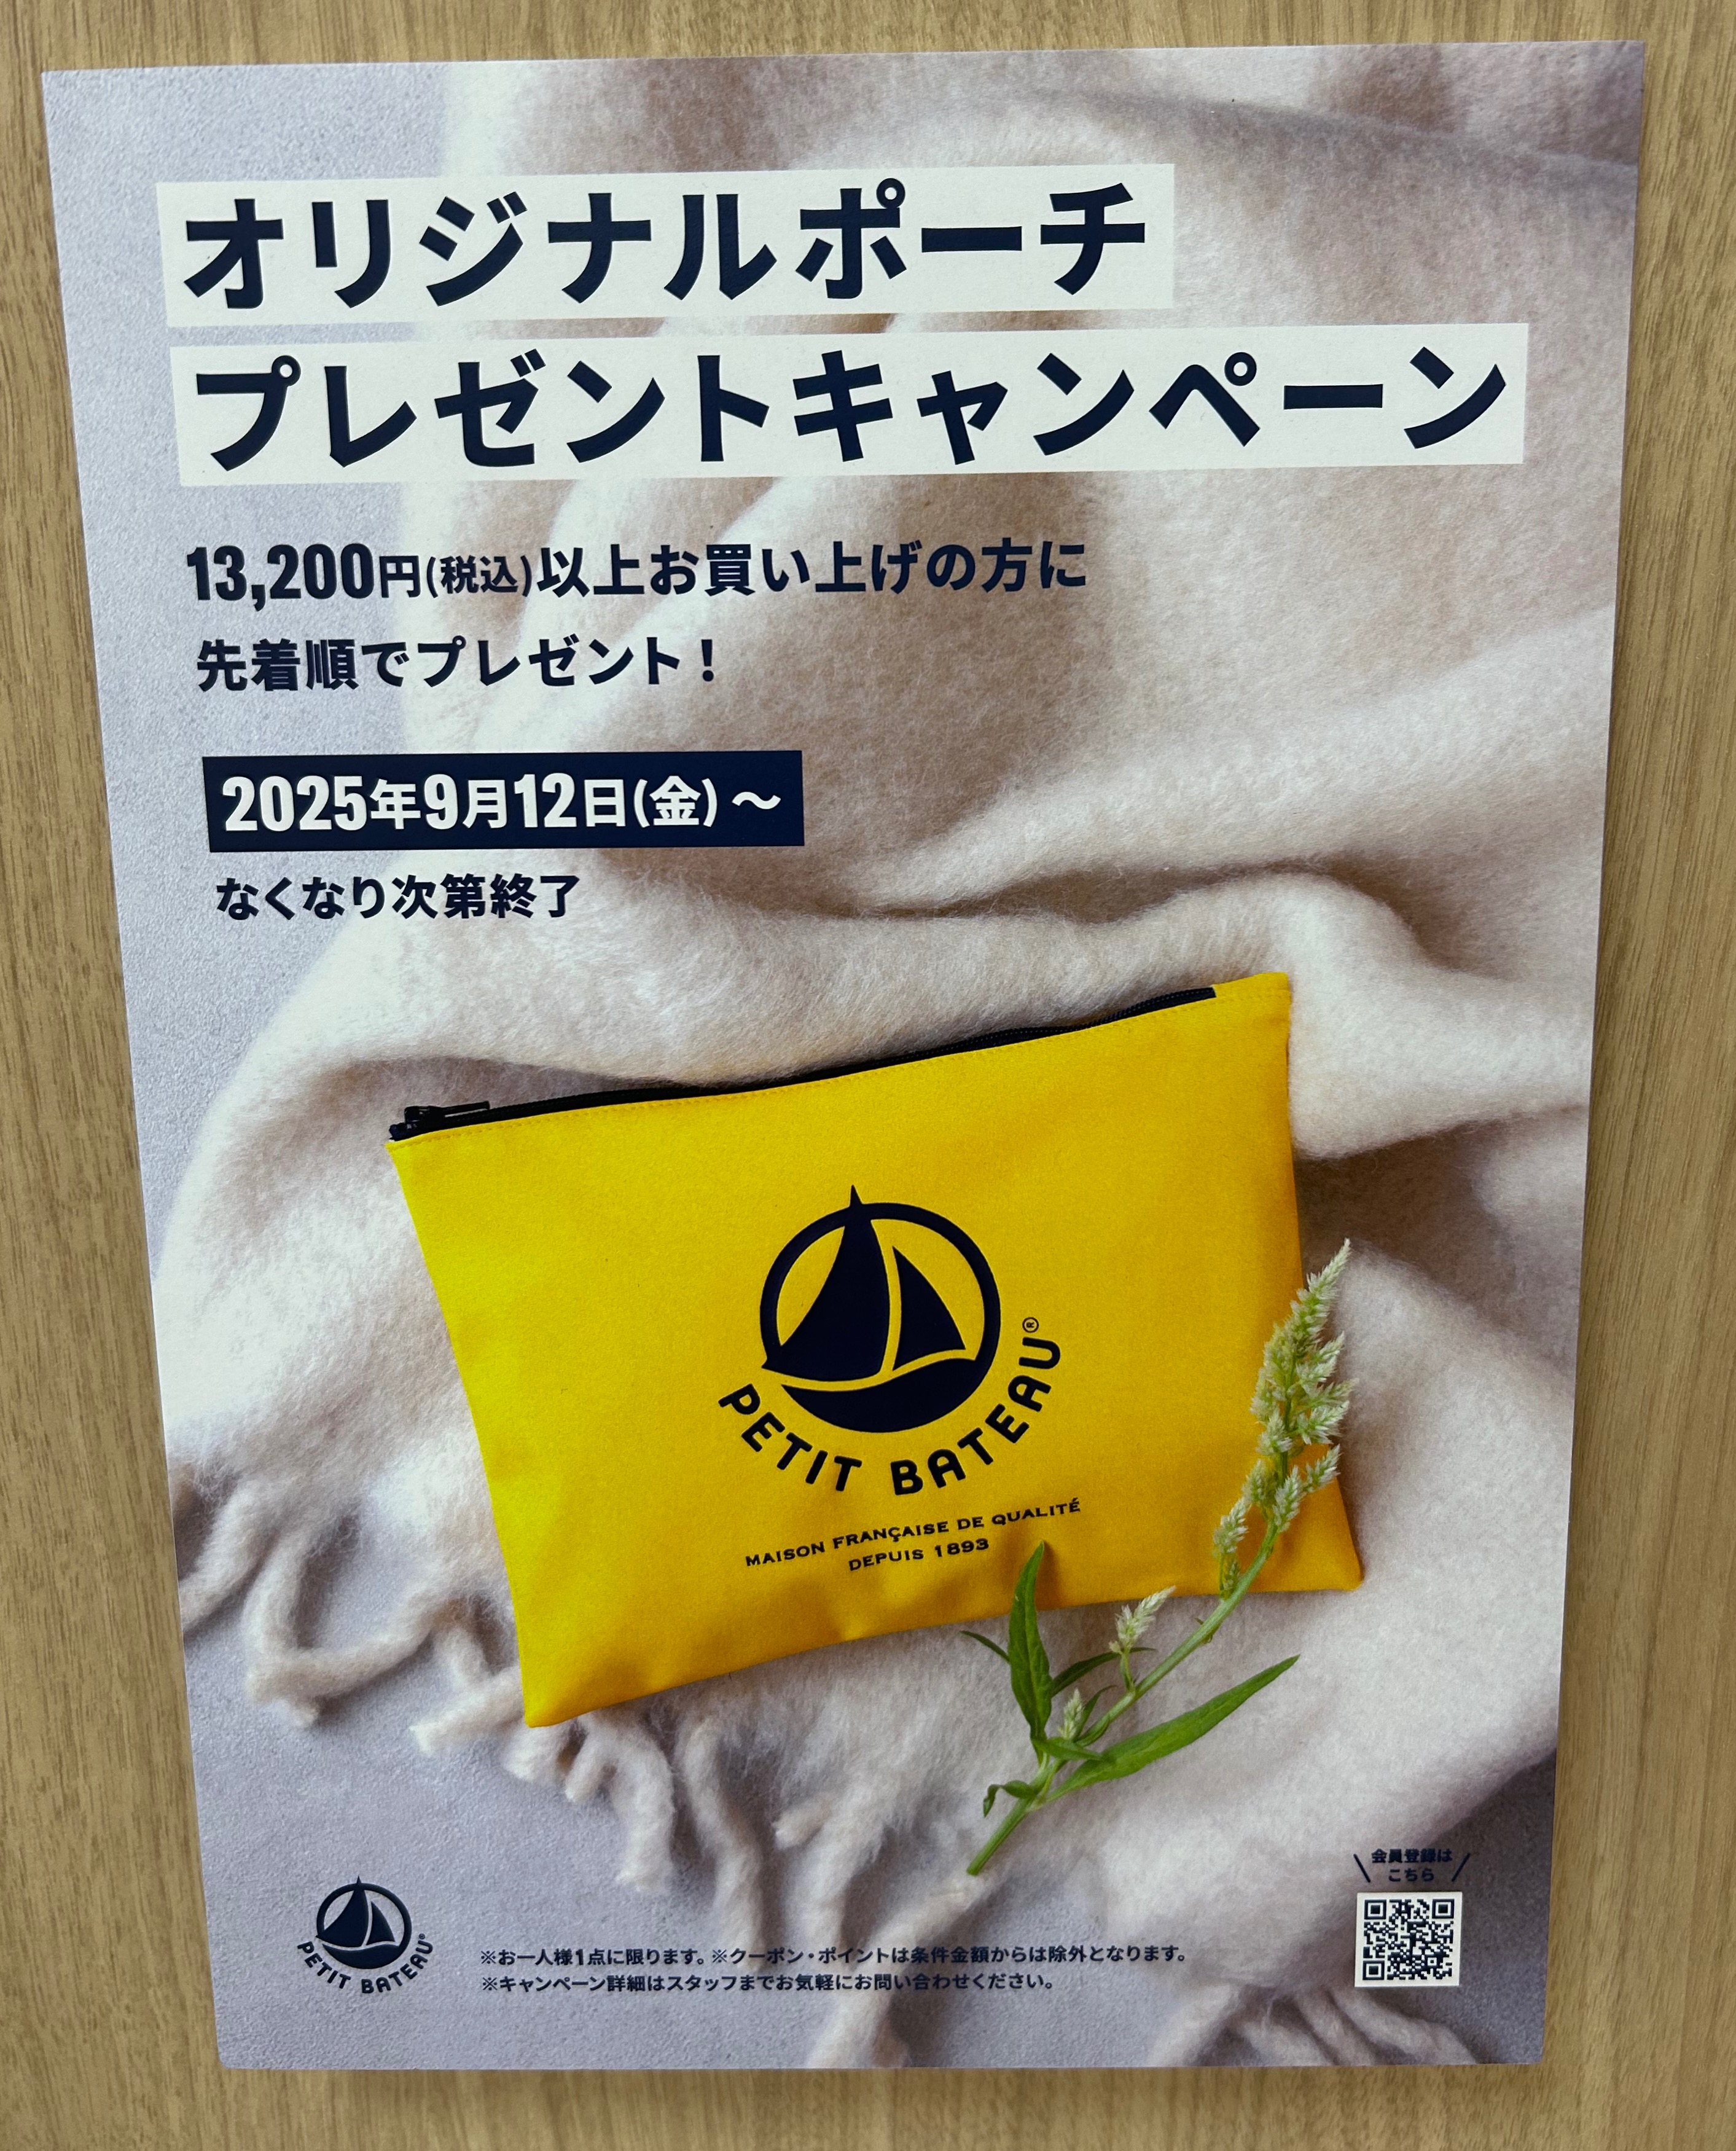 オリジナルポーチ
プレゼントキャンペーン
13,200円(税込)以上お買い上げの方に
先着順でプレゼント!
2025年9月12日(金)～
なくなり次第終了
PETIT BATEAU®
MAISON FRANÇAISE DE QUALITÉ
DEPUIS 1893
会員登録は
こちら
PETIT BATEAU®
※お一人様1点に限ります。※クーポン・ポイントは条件金額からは除外となります。
※キャンペーン詳細はスタッフまでお気軽にお問い合わせください。